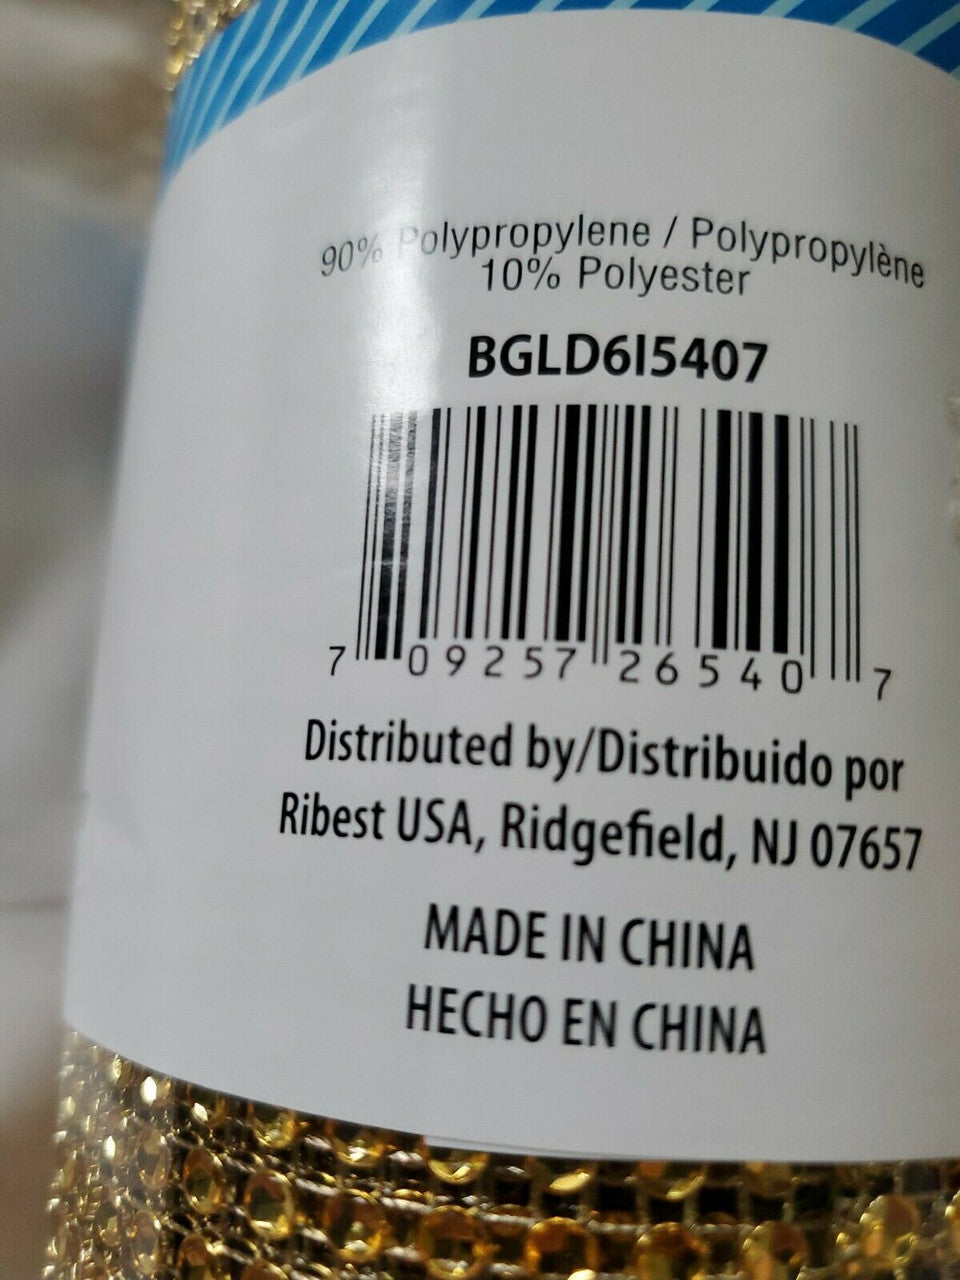 90% Polypropylene / Polypropylène
10% Polyester
BGLD6I5407
7 09257 26540 7
Distributed by/Distribuido por
Ribest USA, Ridgefield, NJ 07657
MADE IN CHINA
HECHO EN CHINA